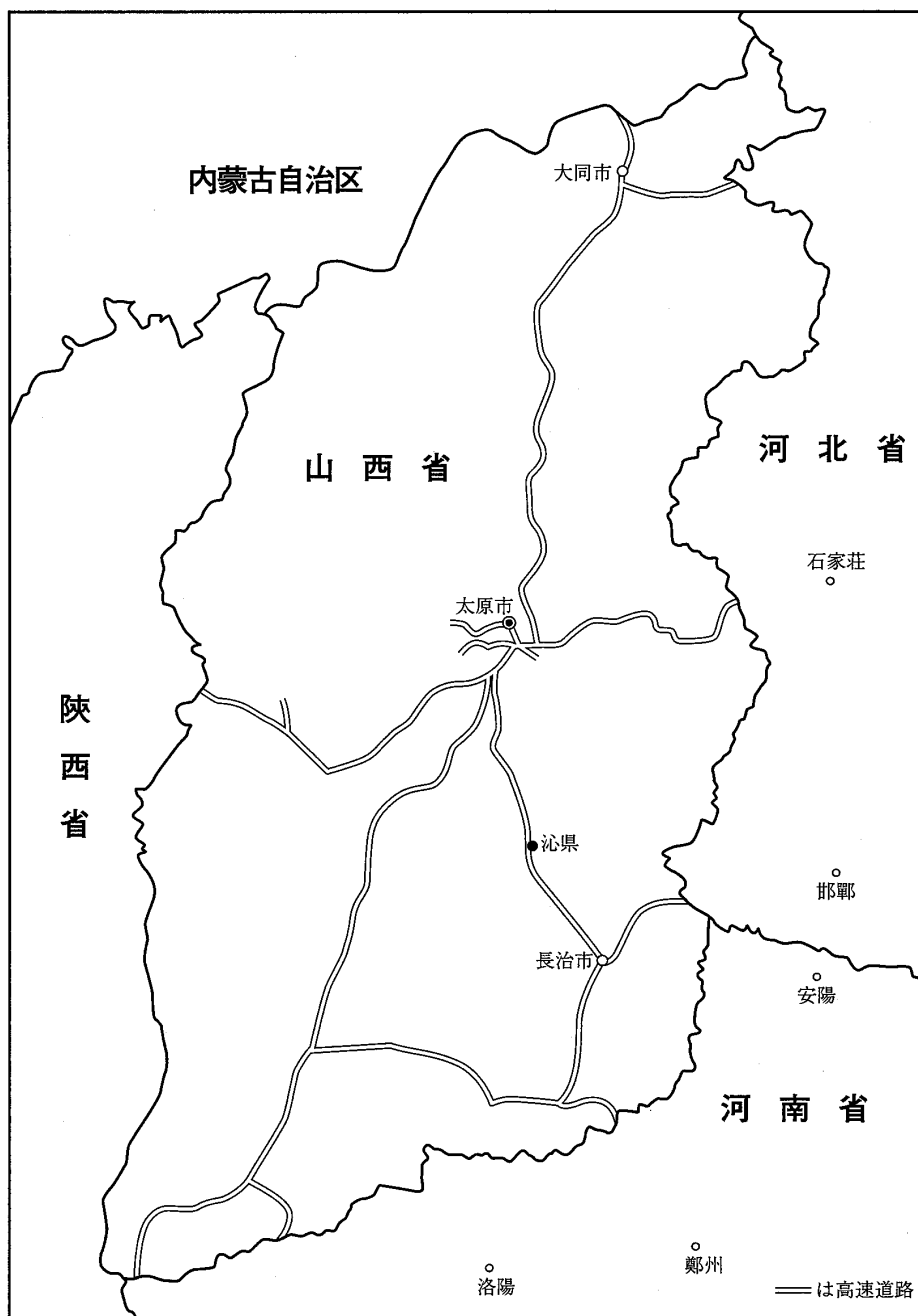 大同市
内蒙古自治区
山西省
河北省
石家荘
太原市
陝西省
沁県
邯鄲
長治市
安陽
河南省
鄭州
洛陽
══は高速道路